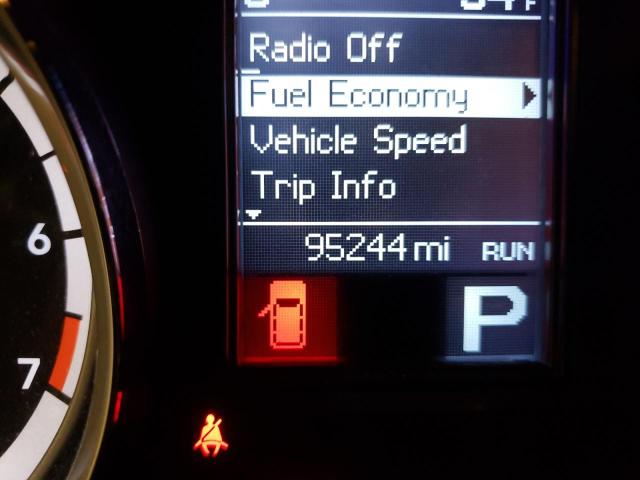 Radio Off
Fuel Economy
Vehicle Speed
Trip Info
6
95244 mi RUN
P
7